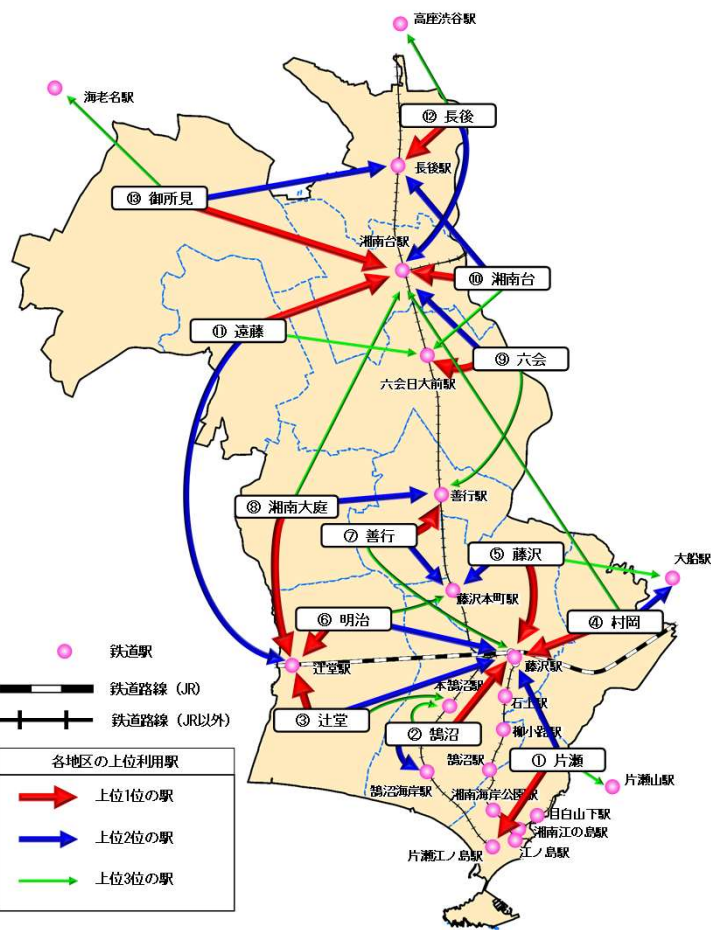 高座渋谷駅
海老名駅
⑫ 長後
長後駅
⑬ 御所見
湘南台駅
⑩ 湘南台
⑪ 遠藤
⑨ 六会
六会日大前駅
善行駅
⑧ 湘南大庭
⑦ 善行
⑤ 藤沢
大船駅
藤沢本町駅
⑥ 明治
④ 村岡
鉄道駅
辻堂駅
藤沢駅
鉄道路線（JR）
本鵠沼駅
石上駅
③ 辻堂
鉄道路線（JR以外）
② 鵠沼
柳小路駅
各地区の上位利用駅
鵠沼駅
① 片瀬
片瀬山駅
上位1位の駅
鵠沼海岸駅
湘南海岸公園駅
目白山下駅
上位2位の駅
湘南江の島駅
片瀬江ノ島駅
江ノ島駅
上位3位の駅